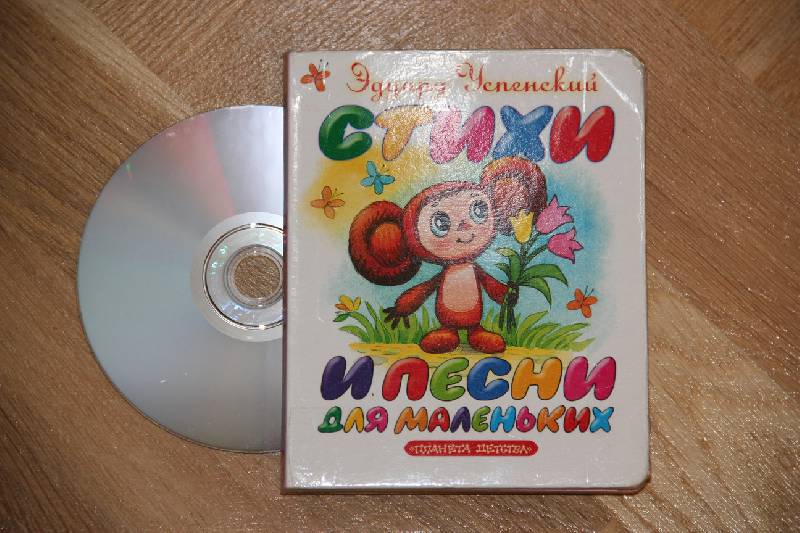 Эдуард Успенский
СТИХИ
И ПЕСНИ
ДЛЯ МАЛЕНЬКИХ
«ПЛАНЕТА ДЕТСТВА»